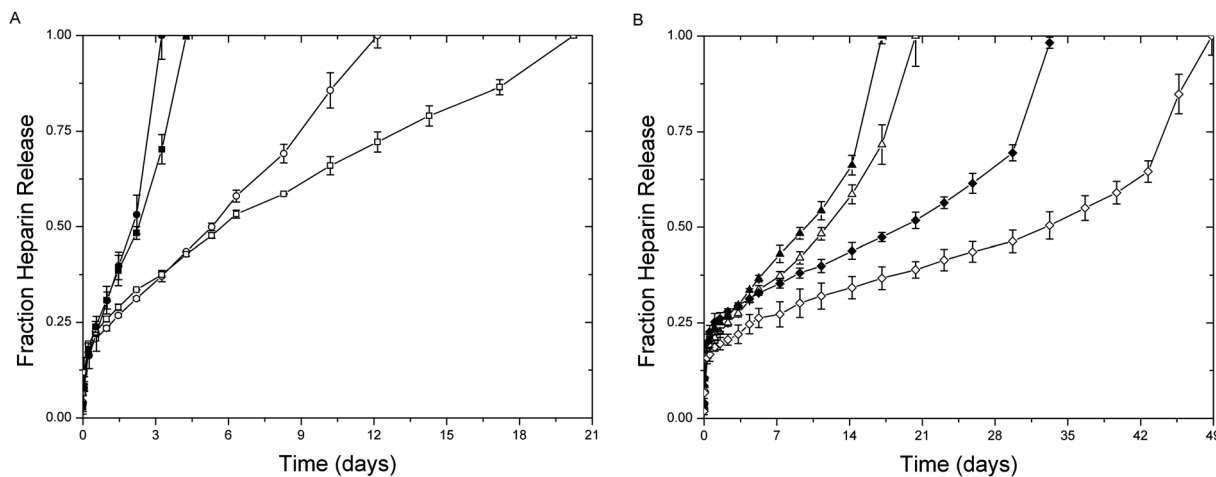 A
Fraction Heparin Release
1.00
0.75
0.50
0.25
0.00
0 3 6 9 12 15 18 21
Time (days)
B
Fraction Heparin Release
1.00
0.75
0.50
0.25
0.00
0 7 14 21 28 35 42 49
Time (days)